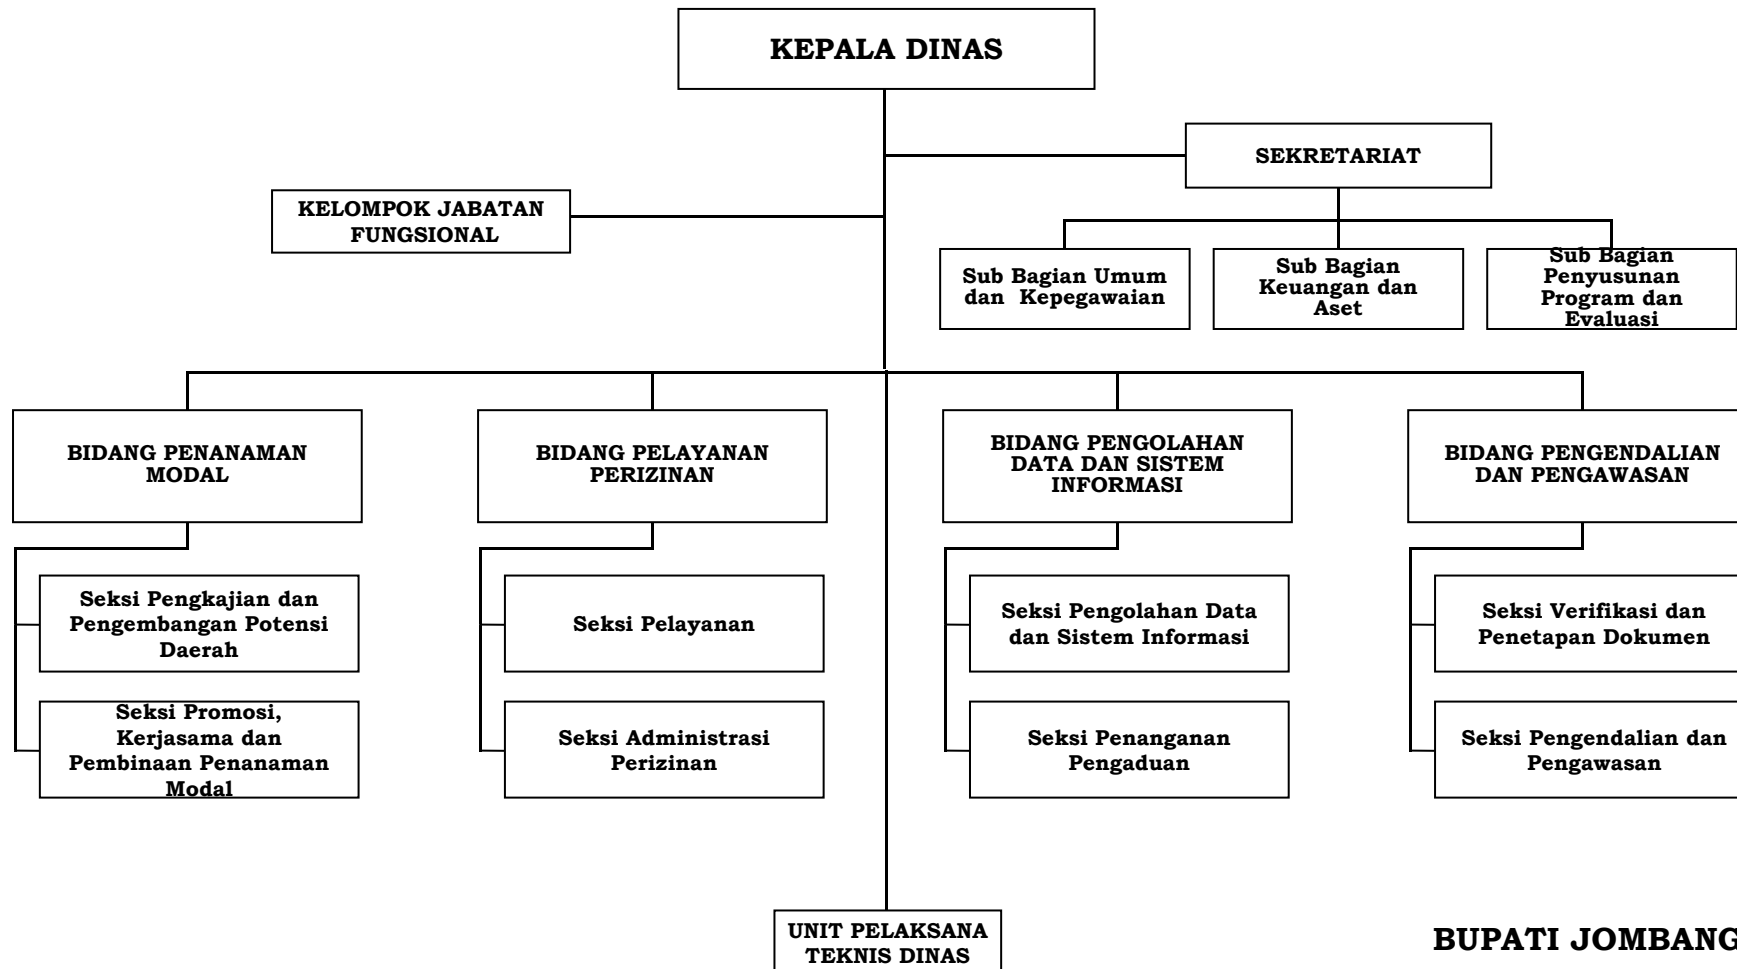 KEPALA DINAS
SEKRETARIAT
KELOMPOK JABATAN
FUNGSIONAL
Sub Bagian Umum
dan Kepegawaian
Sub Bagian
Keuangan dan
Aset
Sub Bagian
Penyusunan
Program dan
Evaluasi
BIDANG PENANAMAN
MODAL
BIDANG PELAYANAN
PERIZINAN
BIDANG PENGOLAHAN
DATA DAN SISTEM
INFORMASI
BIDANG PENGENDALIAN
DAN PENGAWASAN
Seksi Pengkajian dan
Pengembangan Potensi
Daerah
Seksi Pelayanan
Seksi Pengolahan Data
dan Sistem Informasi
Seksi Verifikasi dan
Penetapan Dokumen
Seksi Promosi,
Kerjasama dan
Pembinaan Penanaman
Modal
Seksi Administrasi
Perizinan
Seksi Penanganan
Pengaduan
Seksi Pengendalian dan
Pengawasan
UNIT PELAKSANA
TEKNIS DINAS
BUPATI JOMBANG